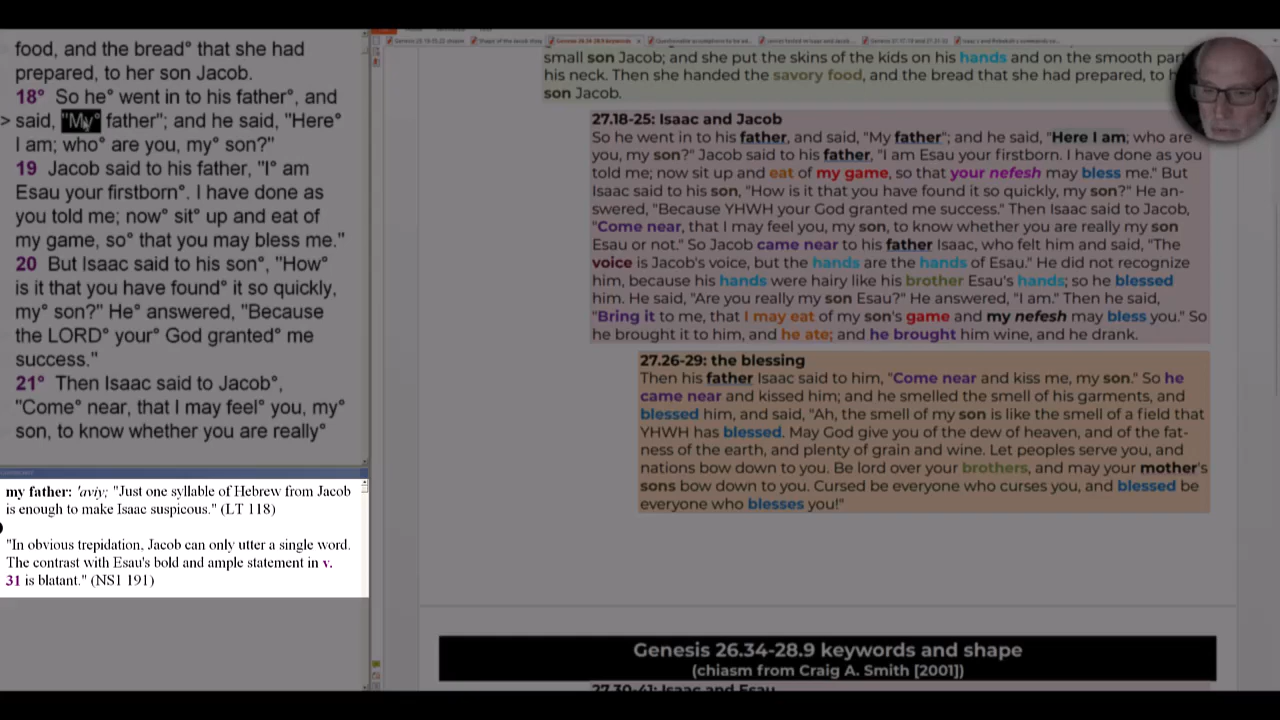 food, and the bread° that she had
prepared, to her son Jacob.
18° So he° went in to his father°, and
> said, "My° father"; and he said, "Here°
I am; who° are you, my° son?"
19 Jacob said to his father, "I° am
Esau your firstborn°. I have done as
you told me; now° sit° up and eat of
my game, so° that you may bless me."
20 But Isaac said to his son°, "How°
is it that you have found° it so quickly,
my° son?" He° answered, "Because
the LORD° your° God granted° me
success."
21° Then Isaac said to Jacob°,
"Come° near, that I may feel° you, my°
son, to know whether you are really°
my father: 'aviy; "Just one syllable of Hebrew from Jacob
is enough to make Isaac suspicous." (LT 118)
"In obvious trepidation, Jacob can only utter a single word.
The contrast with Esau's bold and ample statement in v.
31 is blatant." (NS1 191)
Genesis 26.34-28.9 keywords
small son Jacob; and she put the skins of the kids on his hands and on the smooth part
his neck. Then she handed the savory food, and the bread that she had prepared, to h
son Jacob.
27.18-25: Isaac and Jacob
So he went in to his father, and said, "My father"; and he said, "Here I am; who are
you, my son?" Jacob said to his father, "I am Esau your firstborn. I have done as you
told me; now sit up and eat of my game, so that your nefesh may bless me." But
Isaac said to his son, "How is it that you have found it so quickly, my son?" He an-
swered, "Because YHWH your God granted me success." Then Isaac said to Jacob,
"Come near, that I may feel you, my son, to know whether you are really my son
Esau or not." So Jacob came near to his father Isaac, who felt him and said, "The
voice is Jacob's voice, but the hands are the hands of Esau." He did not recognize
him, because his hands were hairy like his brother Esau's hands; so he blessed
him. He said, "Are you really my son Esau?" He answered, "I am." Then he said,
"Bring it to me, that I may eat of my son's game and my nefesh may bless you." So
he brought it to him, and he ate; and he brought him wine, and he drank.
27.26-29: the blessing
Then his father Isaac said to him, "Come near and kiss me, my son." So he
came near and kissed him; and he smelled the smell of his garments, and
blessed him, and said, "Ah, the smell of my son is like the smell of a field that
YHWH has blessed. May God give you of the dew of heaven, and of the fat-
ness of the earth, and plenty of grain and wine. Let peoples serve you, and
nations bow down to you. Be lord over your brothers, and may your mother's
sons bow down to you. Cursed be everyone who curses you, and blessed be
everyone who blesses you!"
Genesis 26.34-28.9 keywords and shape
(chiasm from Craig A. Smith [2001])
27.30-41: Isaac and Esau